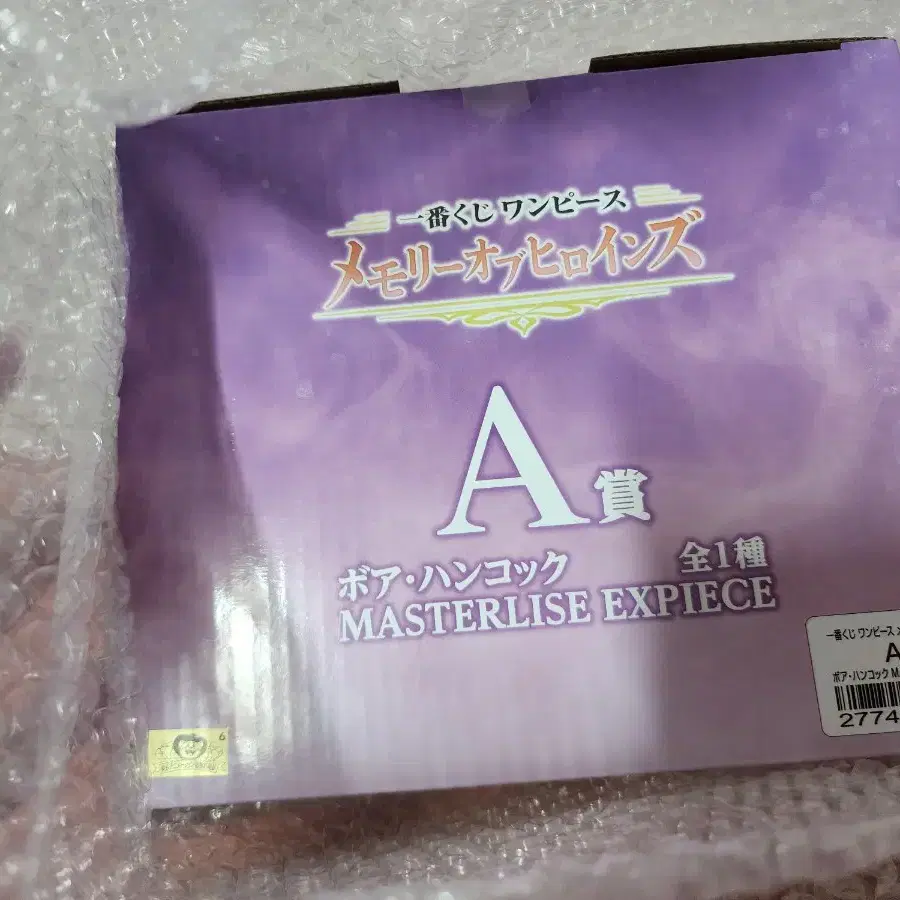 一番くじ ワンピース
メモリーオブヒロインズ
A賞
ボア・ハンコック 全1種
MASTERLISE EXPIECE
一番くじ ワンピース
A
ボア・ハンコック M
2774
6